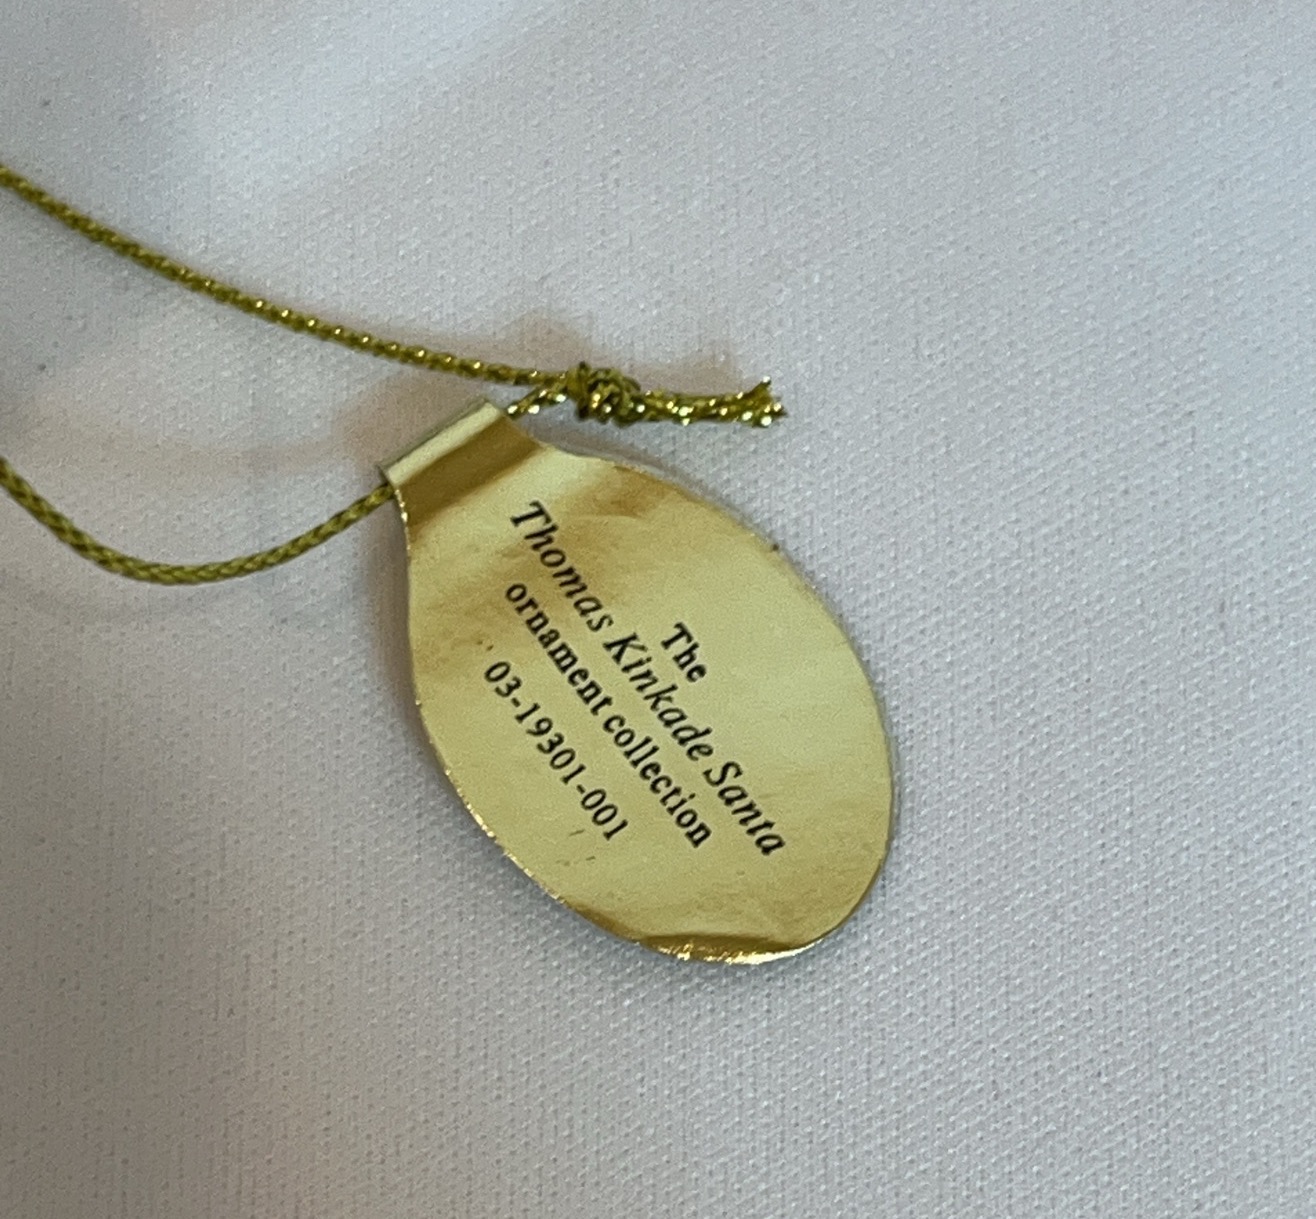 The
Thomas Kinkade Santa
ornament collection
03-19301-001